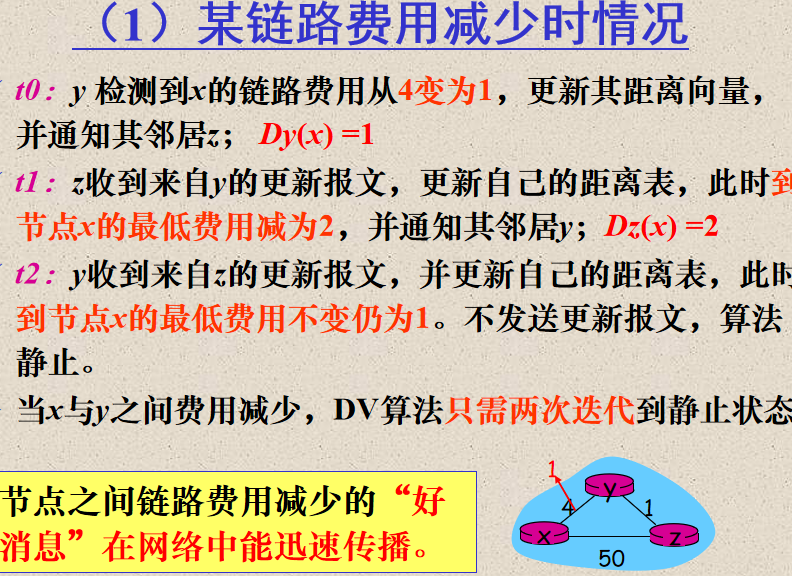 （1）某链路费用减少时情况
t0：y 检测到x的链路费用从4变为1，更新其距离向量，
并通知其邻居z； Dy(x) =1
t1：z收到来自y的更新报文，更新自己的距离表，此时到
节点x的最低费用减为2，并通知其邻居y；Dz(x) =2
t2：y收到来自z的更新报文，并更新自己的距离表，此时
到节点x的最低费用不变仍为1。不发送更新报文，算法
静止。
当x与y之间费用减少，DV算法只需两次迭代到静止状态
节点之间链路费用减少的“好
消息”在网络中能迅速传播。
1
y
4
1
x
z
50